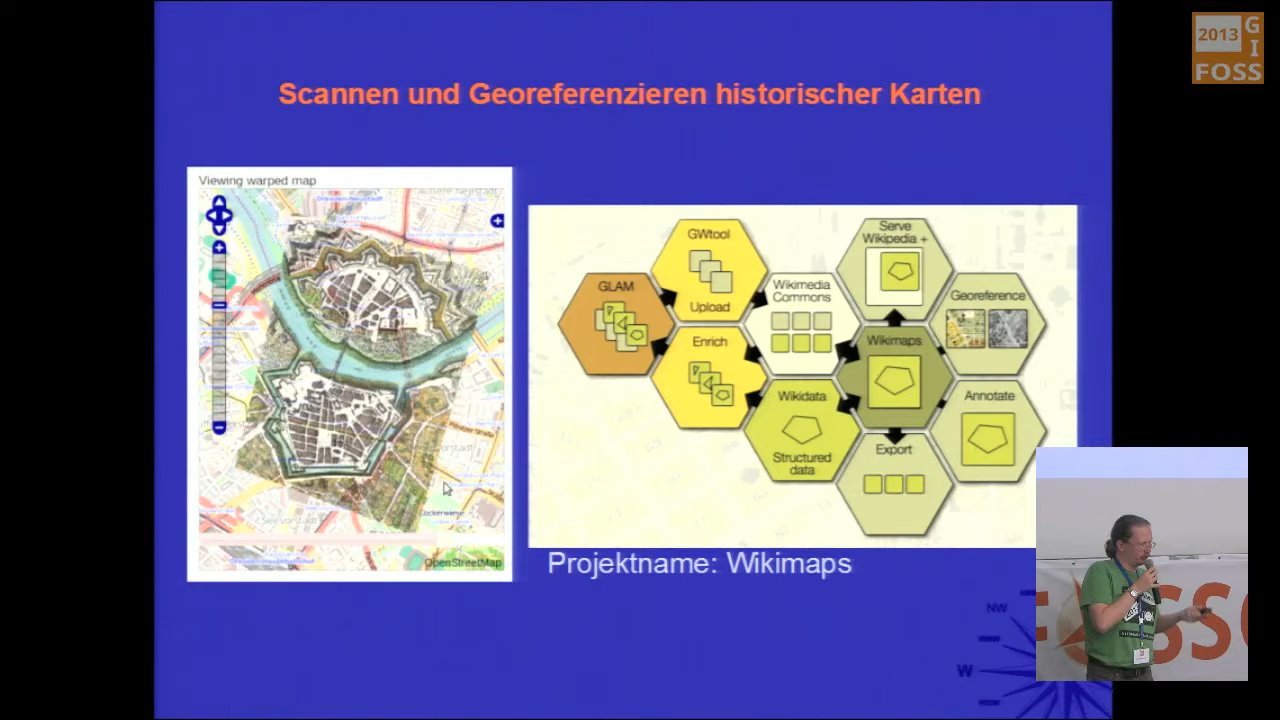 2013
G
I
FOSS
Scannen und Georeferenzieren historischer Karten
Viewing warped map
OpenStreetMap
GLAM
GWtool
Upload
Enrich
Wikimedia
Commons
Wikidata
Structured
data
Serve
Wikipedia +
Wikimaps
Export
Georeference
Annotate
Projektname: Wikimaps
NW
W